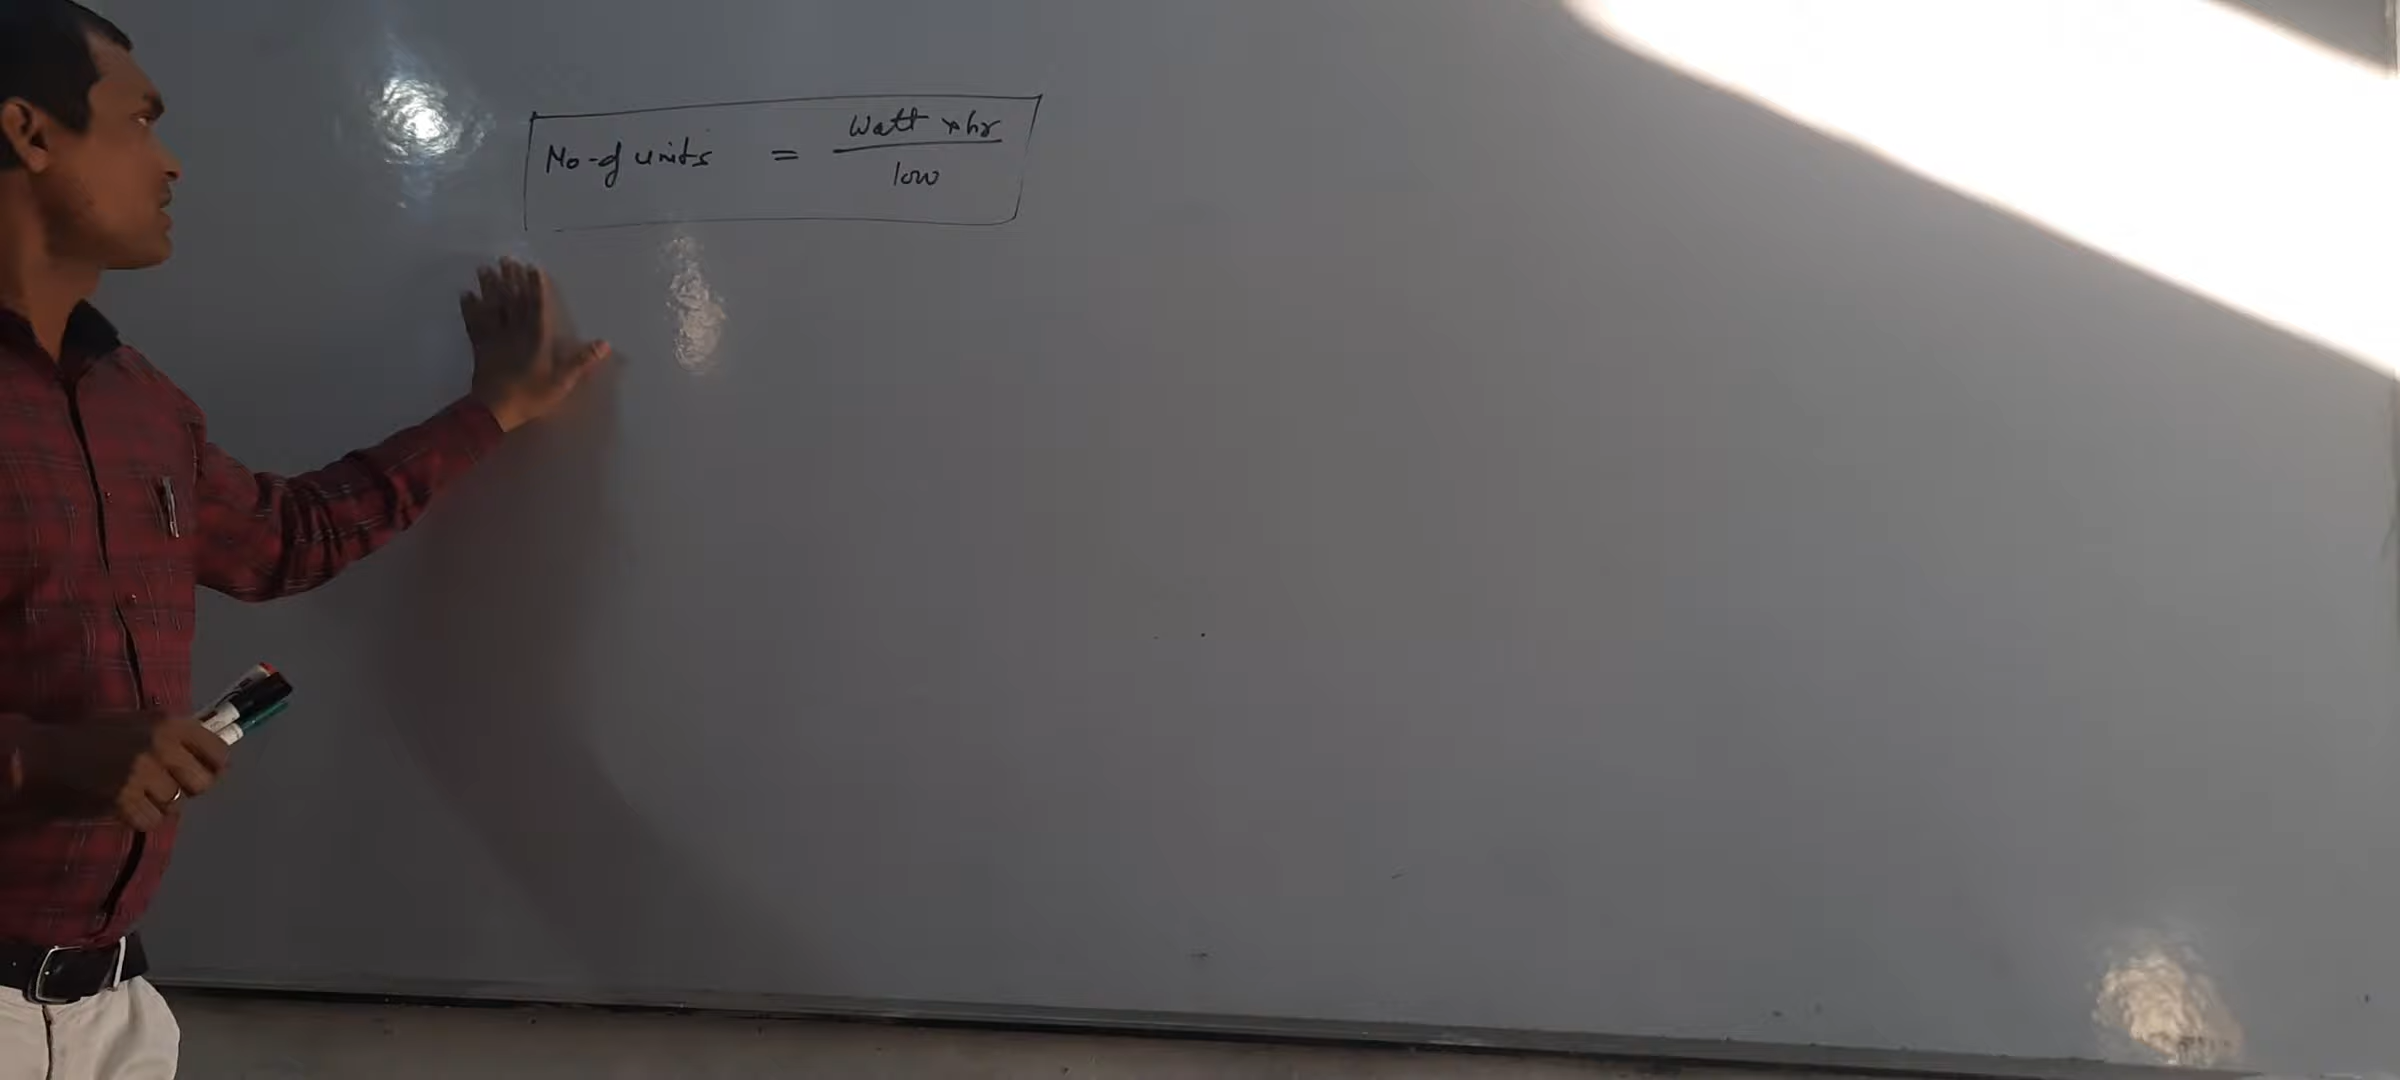 No. of units = Watt × hr
1000